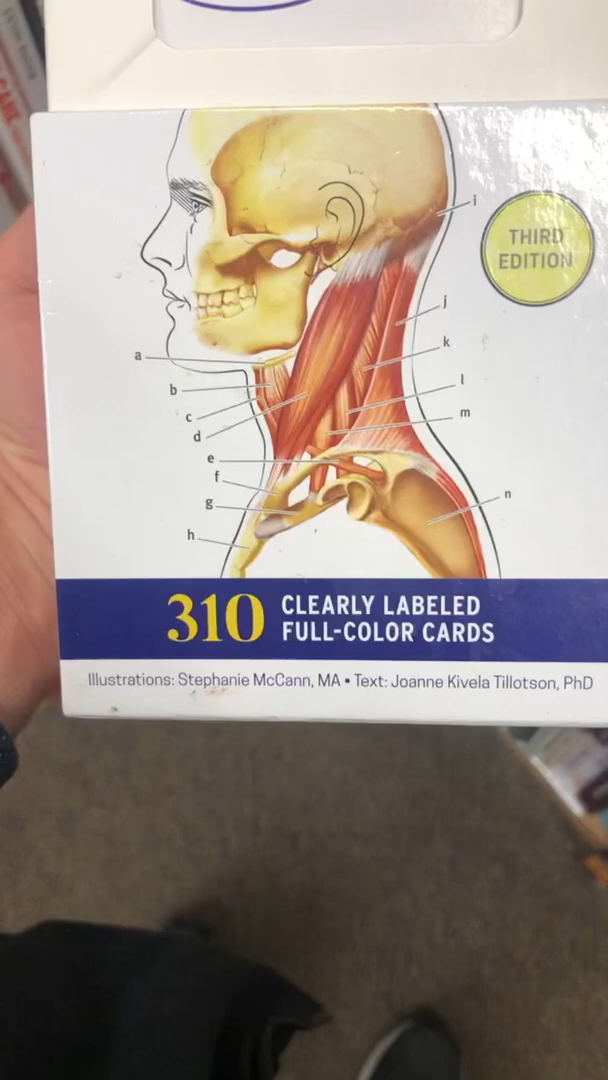 THIRD
EDITION
i
j
a
k
b
l
c
m
d
e
f
n
g
h
310 CLEARLY LABELED
FULL-COLOR CARDS
Illustrations: Stephanie McCann, MA • Text: Joanne Kivela Tillotson, PhD